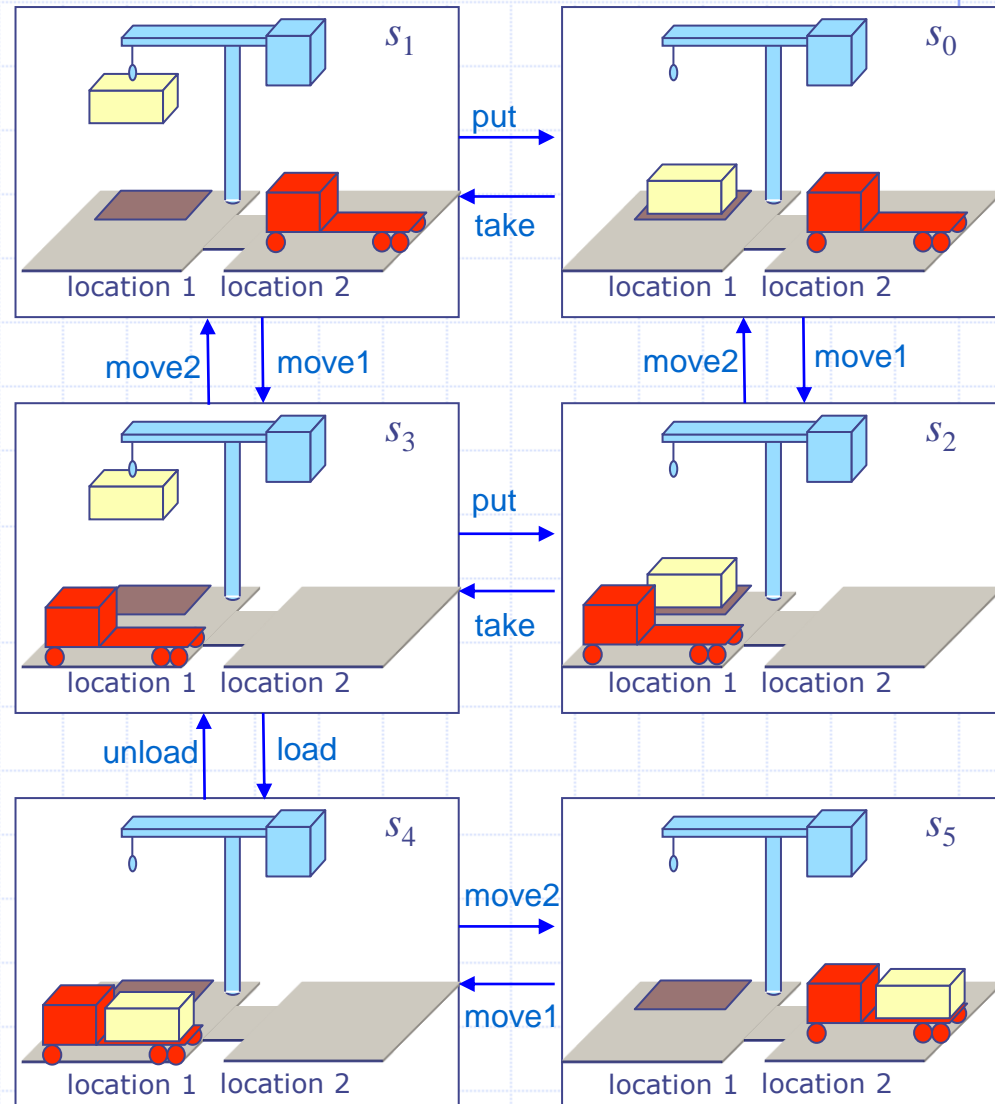 s1
s0
put
take
location 1 location 2
location 1 location 2
move2
move1
move2
move1
s3
s2
put
take
location 1 location 2
location 1 location 2
unload
load
s4
s5
move2
move1
location 1 location 2
location 1 location 2